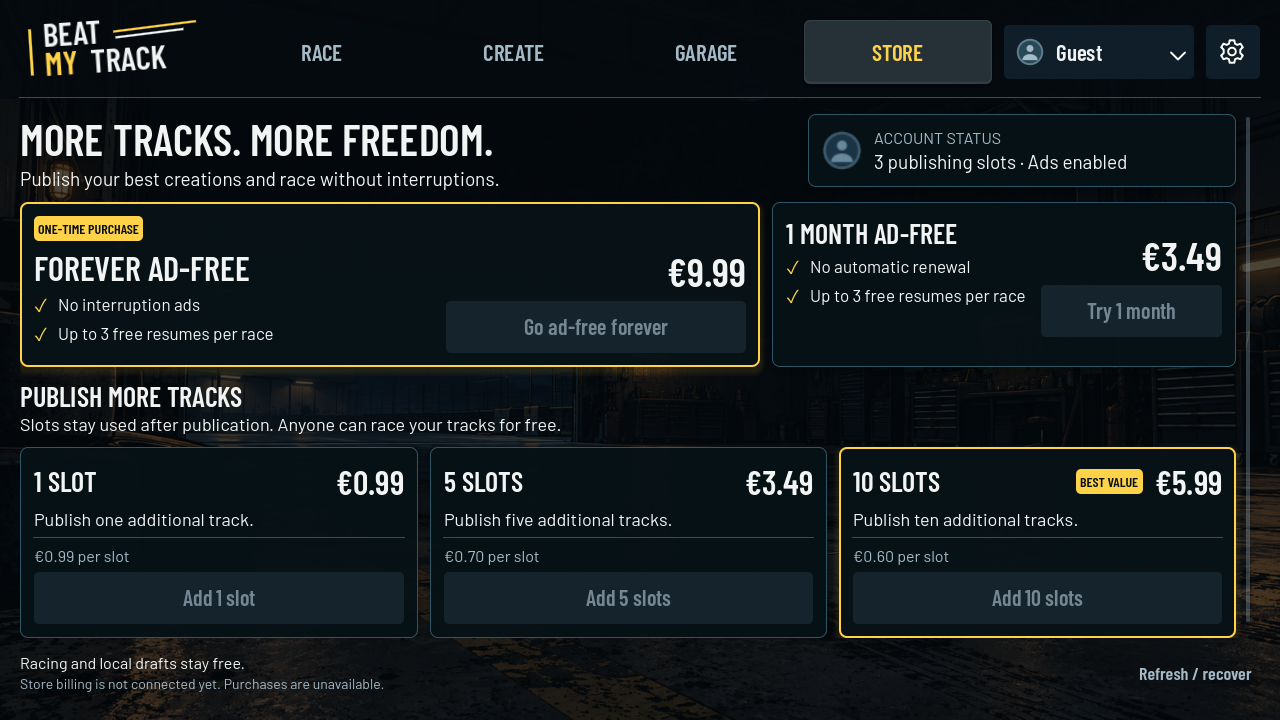 BEAT
MY TRACK
RACE
CREATE
GARAGE
STORE
Guest
MORE TRACKS. MORE FREEDOM.
Publish your best creations and race without interruptions.
ACCOUNT STATUS
3 publishing slots · Ads enabled
ONE-TIME PURCHASE
FOREVER AD-FREE
€9.99
No interruption ads
Up to 3 free resumes per race
Go ad-free forever
1 MONTH AD-FREE
€3.49
No automatic renewal
Up to 3 free resumes per race
Try 1 month
PUBLISH MORE TRACKS
Slots stay used after publication. Anyone can race your tracks for free.
1 SLOT
€0.99
Publish one additional track.
€0.99 per slot
Add 1 slot
5 SLOTS
€3.49
Publish five additional tracks.
€0.70 per slot
Add 5 slots
10 SLOTS
BEST VALUE
€5.99
Publish ten additional tracks.
€0.60 per slot
Add 10 slots
Racing and local drafts stay free.
Store billing is not connected yet. Purchases are unavailable.
Refresh / recover